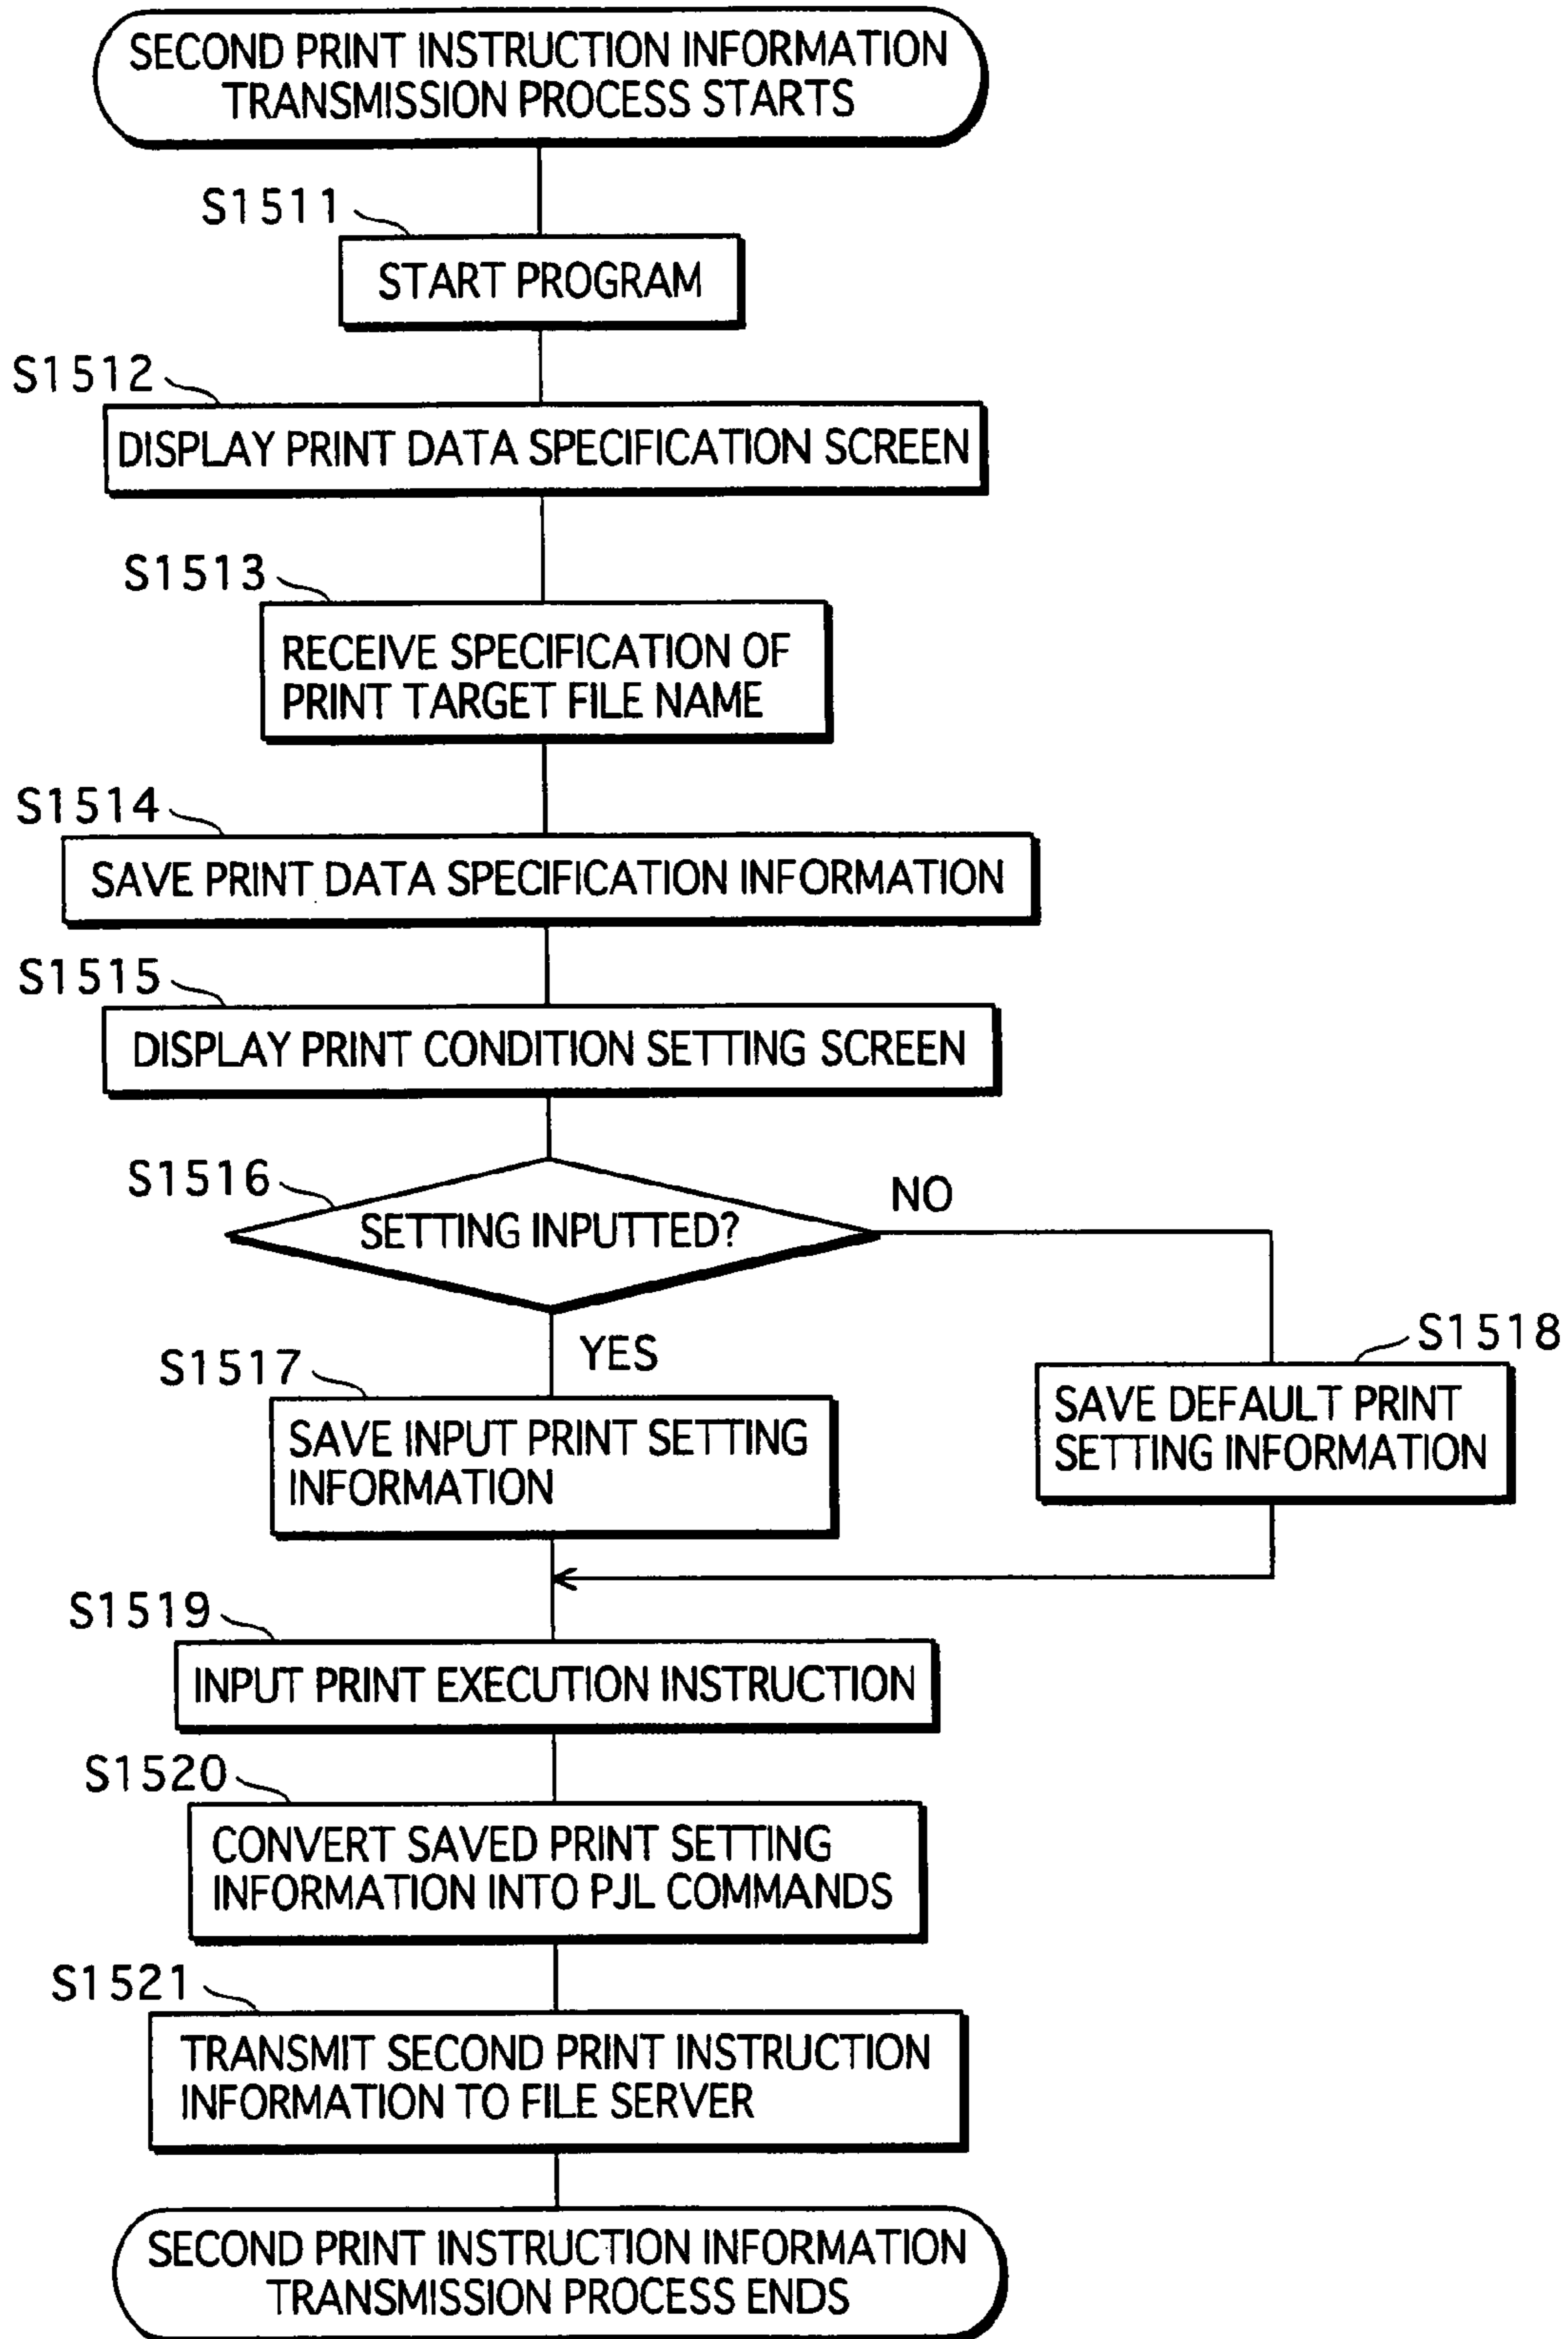 SECOND PRINT INSTRUCTION INFORMATION
TRANSMISSION PROCESS STARTS
S1511
START PROGRAM
S1512
DISPLAY PRINT DATA SPECIFICATION SCREEN
S1513
RECEIVE SPECIFICATION OF
PRINT TARGET FILE NAME
S1514
SAVE PRINT DATA SPECIFICATION INFORMATION
S1515
DISPLAY PRINT CONDITION SETTING SCREEN
S1516
SETTING INPUTTED?
NO
YES
S1517
SAVE INPUT PRINT SETTING
INFORMATION
S1518
SAVE DEFAULT PRINT
SETTING INFORMATION
S1519
INPUT PRINT EXECUTION INSTRUCTION
S1520
CONVERT SAVED PRINT SETTING
INFORMATION INTO PJL COMMANDS
S1521
TRANSMIT SECOND PRINT INSTRUCTION
INFORMATION TO FILE SERVER
SECOND PRINT INSTRUCTION INFORMATION
TRANSMISSION PROCESS ENDS